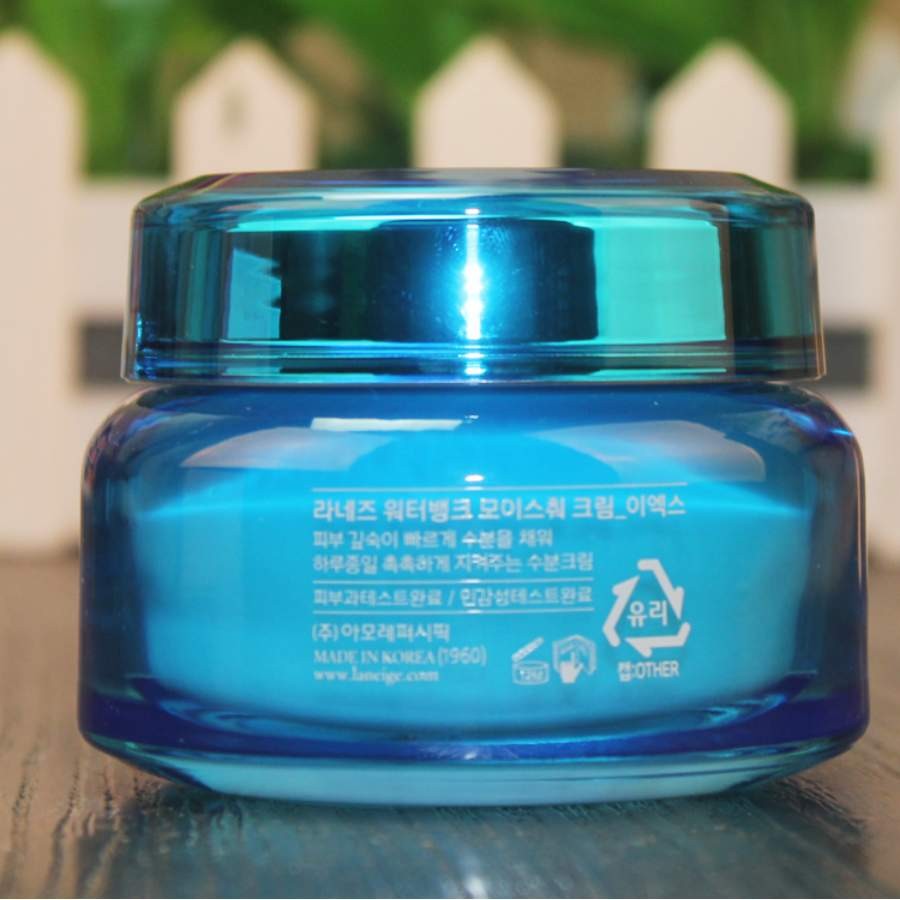 라네즈 워터뱅크 모이스춰 크림_이엑스
피부 깊숙이 빠르게 수분을 채워
하루종일 촉촉하게 지켜주는 수분크림
피부과테스트완료 / 민감성테스트완료
(주)아모레퍼시픽
MADE IN KOREA (1960)
www.laneige.com
유리
캡:OTHER